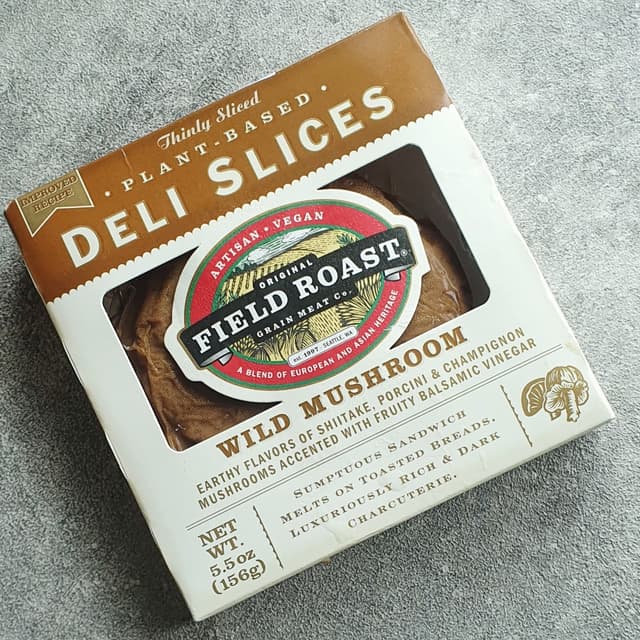 Thinly Sliced
• PLANT-BASED •
DELI SLICES
IMPROVED
RECIPE
ARTISAN • VEGAN
ORIGINAL
FIELD ROAST®
GRAIN MEAT Co.
est. 1997 · SEATTLE, WA
A BLEND OF EUROPEAN AND ASIAN HERITAGE
WILD MUSHROOM
EARTHY FLAVORS OF SHIITAKE, PORCINI & CHAMPIGNON
MUSHROOMS ACCENTED WITH FRUITY BALSAMIC VINEGAR
SUMPTUOUS SANDWICH
MELTS ON TOASTED BREADS.
LUXURIOUSLY RICH & DARK
CHARCUTERIE.
NET
WT.
5.5 oz
(156g)